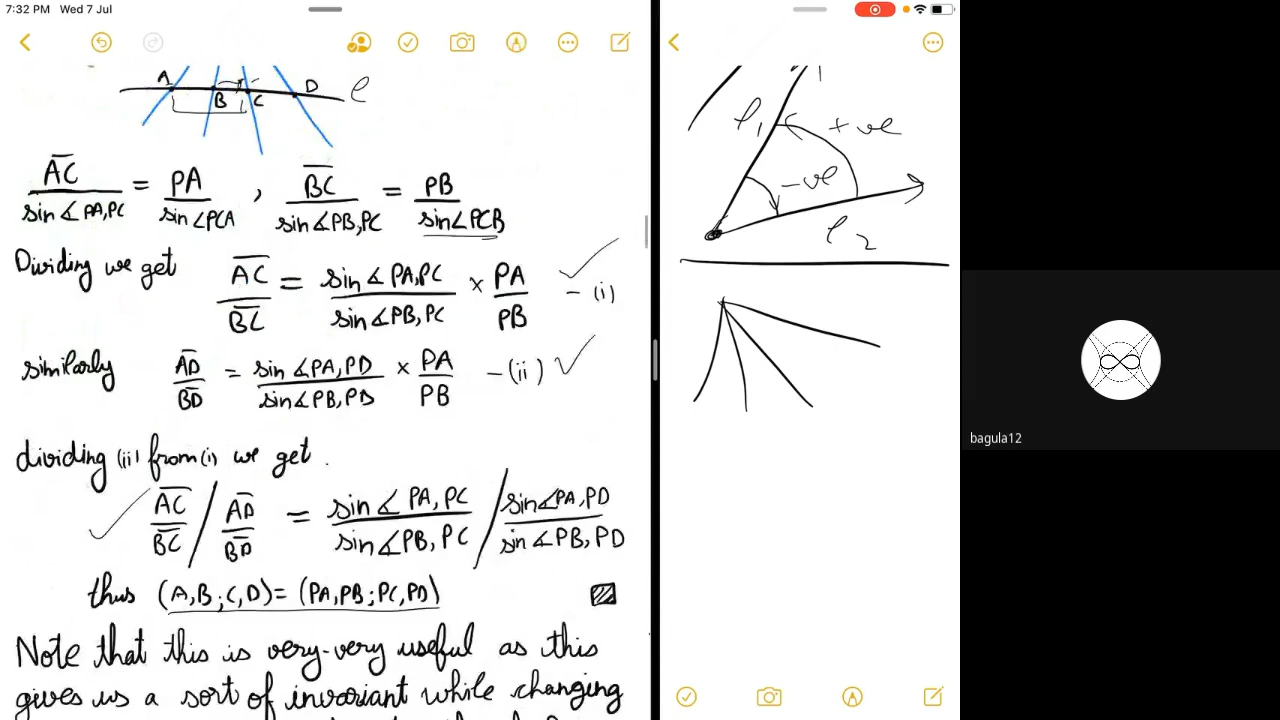 7:32 PM Wed 7 Jul
A B C D ℓ
AC̅/sin∡PA,PC = PA/sin∠PCA , BC̅/sin∡PB,PC = PB/sin∠PCB
Dividing we get AC̅/BC̅ = sin∡PA,PC/sin∡PB,PC × PA/PB - (i)
similarly AD̅/BD̅ = sin∡PA,PD/sin∡PB,PD × PA/PB - (ii)
dividing (ii) from (i) we get .
AC̅/BC̅ / AD̅/BD̅ = sin∡PA,PC/sin∡PB,PC / sin∡PA,PD/sin∡PB,PD
thus (A,B;C,D)=(PA,PB;PC,PD)
Note that this is very-very useful as this
gives us a sort of invariant while changing
ℓ1 +ve
-ve
ℓ2
bagula12